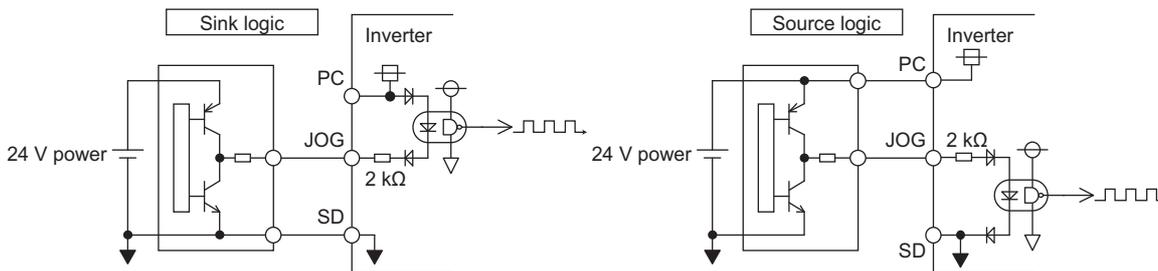 Sink logic
Inverter
PC
24 V power
JOG
2 kΩ
SD
Source logic
Inverter
PC
24 V power
JOG
2 kΩ
SD